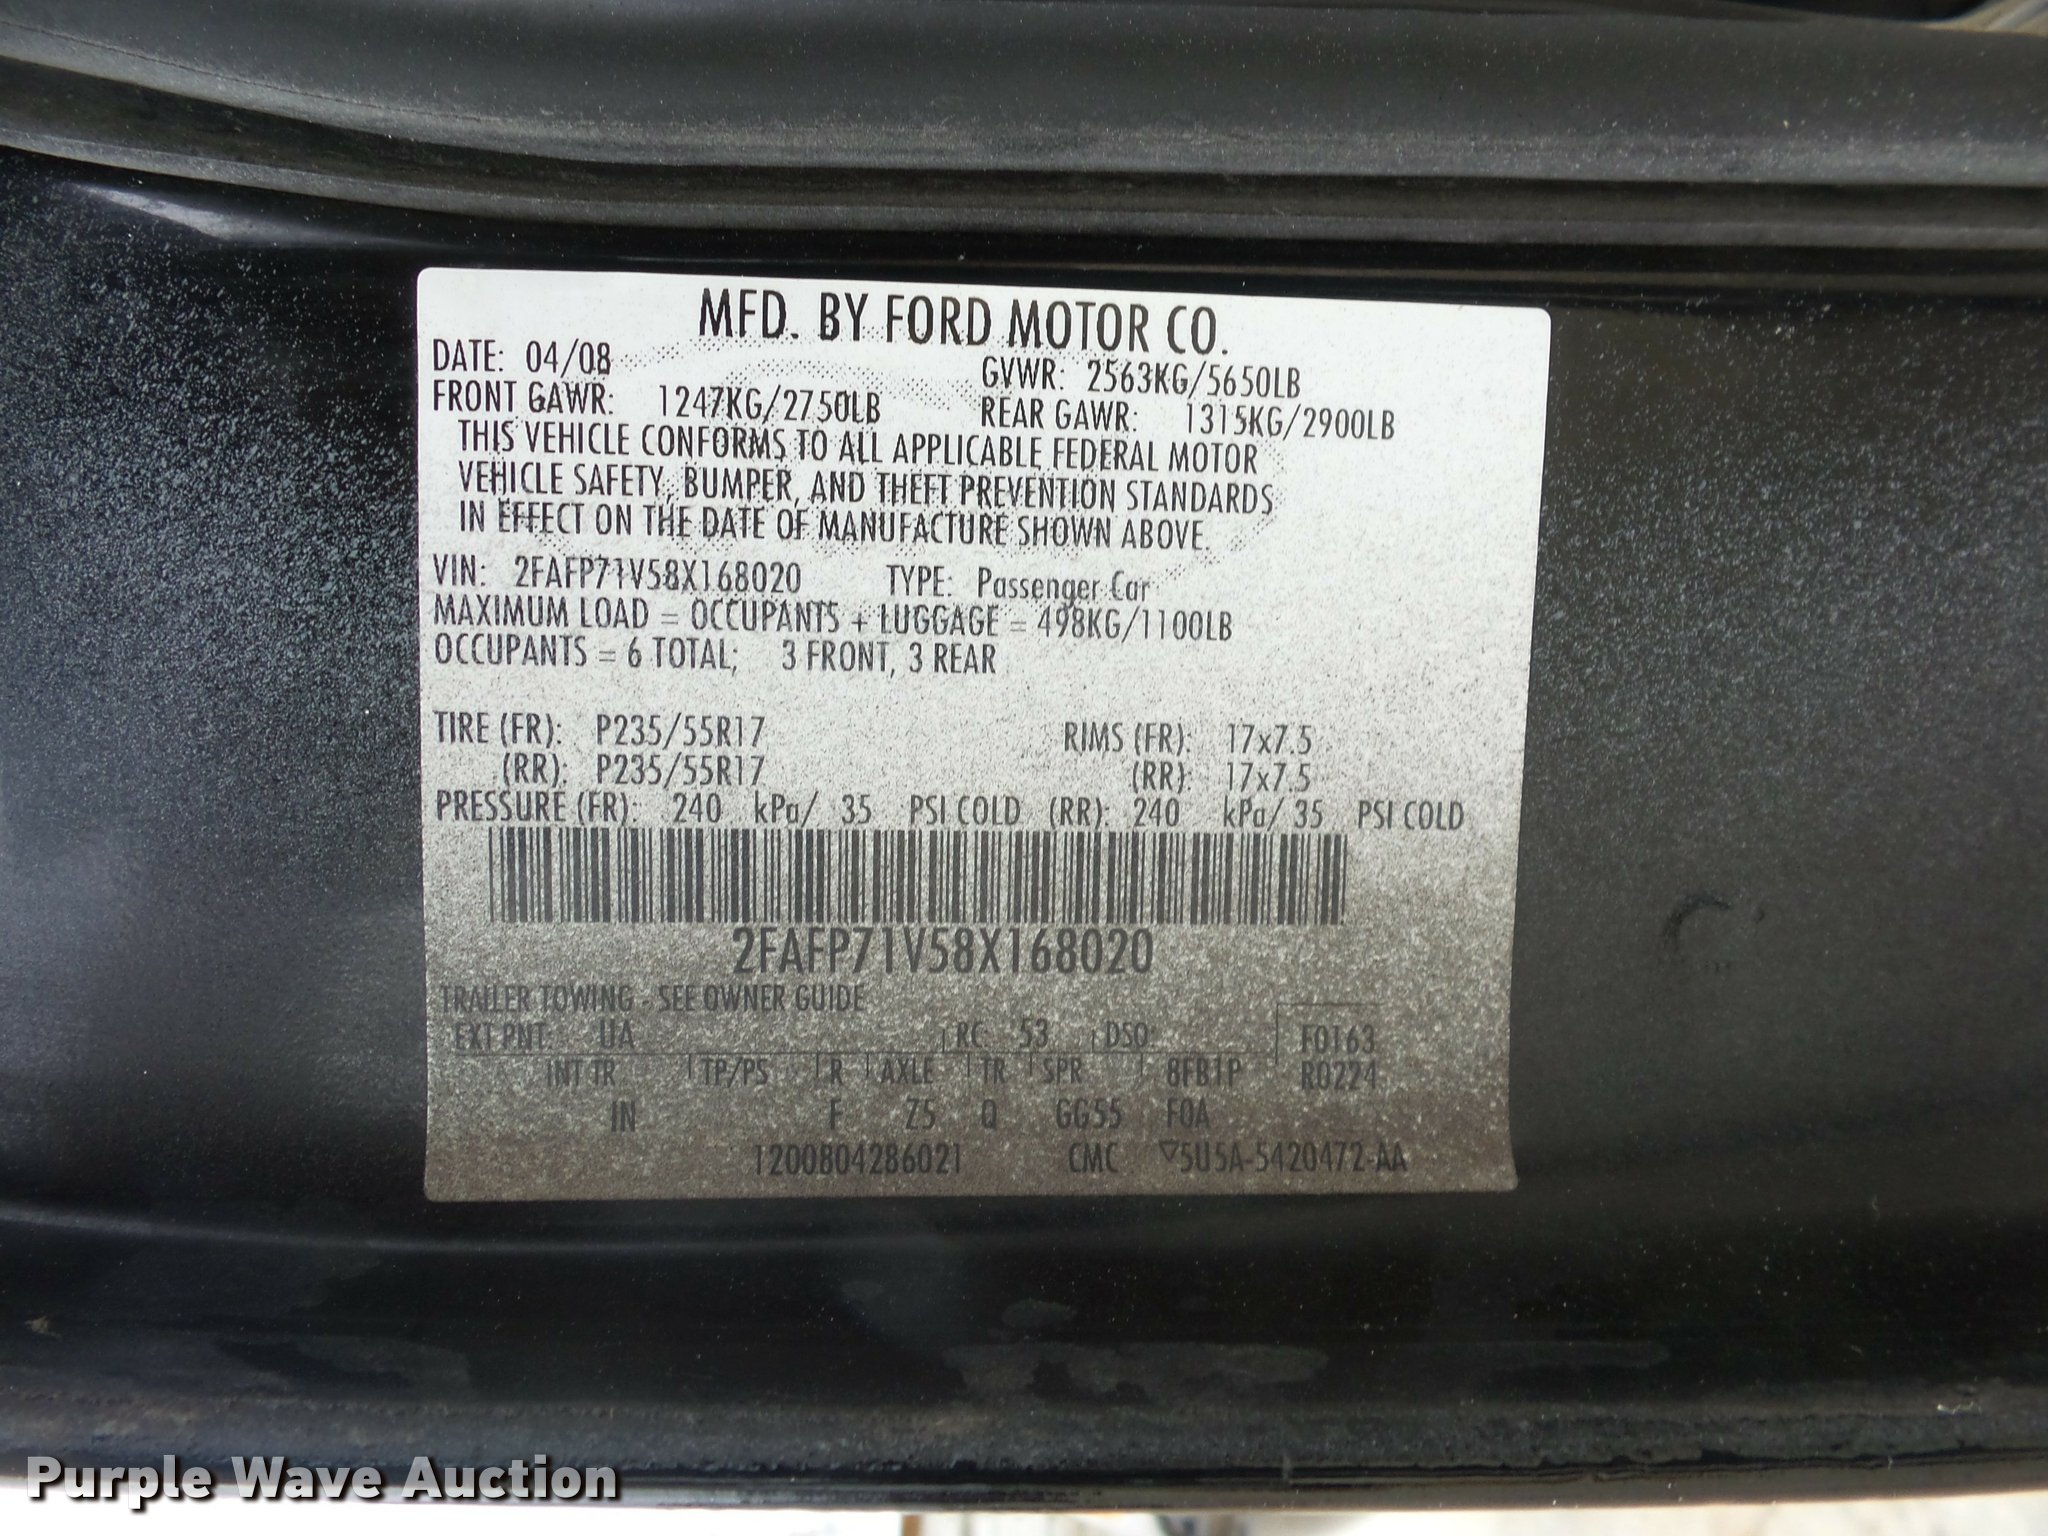 MFD. BY FORD MOTOR CO.
DATE: 04/08 GVWR: 2563KG/5650LB
FRONT GAWR: 1247KG/2750LB REAR GAWR: 1315KG/2900LB
THIS VEHICLE CONFORMS TO ALL APPLICABLE FEDERAL MOTOR
VEHICLE SAFETY, BUMPER, AND THEFT PREVENTION STANDARDS
IN EFFECT ON THE DATE OF MANUFACTURE SHOWN ABOVE.
VIN: 2FAFP71V58X168020 TYPE: Passenger Car
MAXIMUM LOAD = OCCUPANTS + LUGGAGE = 498KG/1100LB
OCCUPANTS = 6 TOTAL; 3 FRONT, 3 REAR
TIRE (FR): P235/55R17 RIMS (FR): 17x7.5
(RR): P235/55R17 (RR): 17x7.5
PRESSURE (FR): 240 kPa/ 35 PSI COLD (RR): 240 kPa/ 35 PSI COLD
2FAFP71V58X168020
TRAILER TOWING - SEE OWNER GUIDE
EXT PNT: UA RC: 53 DSO: F0163
INT TR TP/PS R AXLE TR SPR 8FB1P R0224
IN F Z5 Q GG55 F0A
1200804286021 CMC ▽5U5A-5420472-AA
Purple Wave Auction